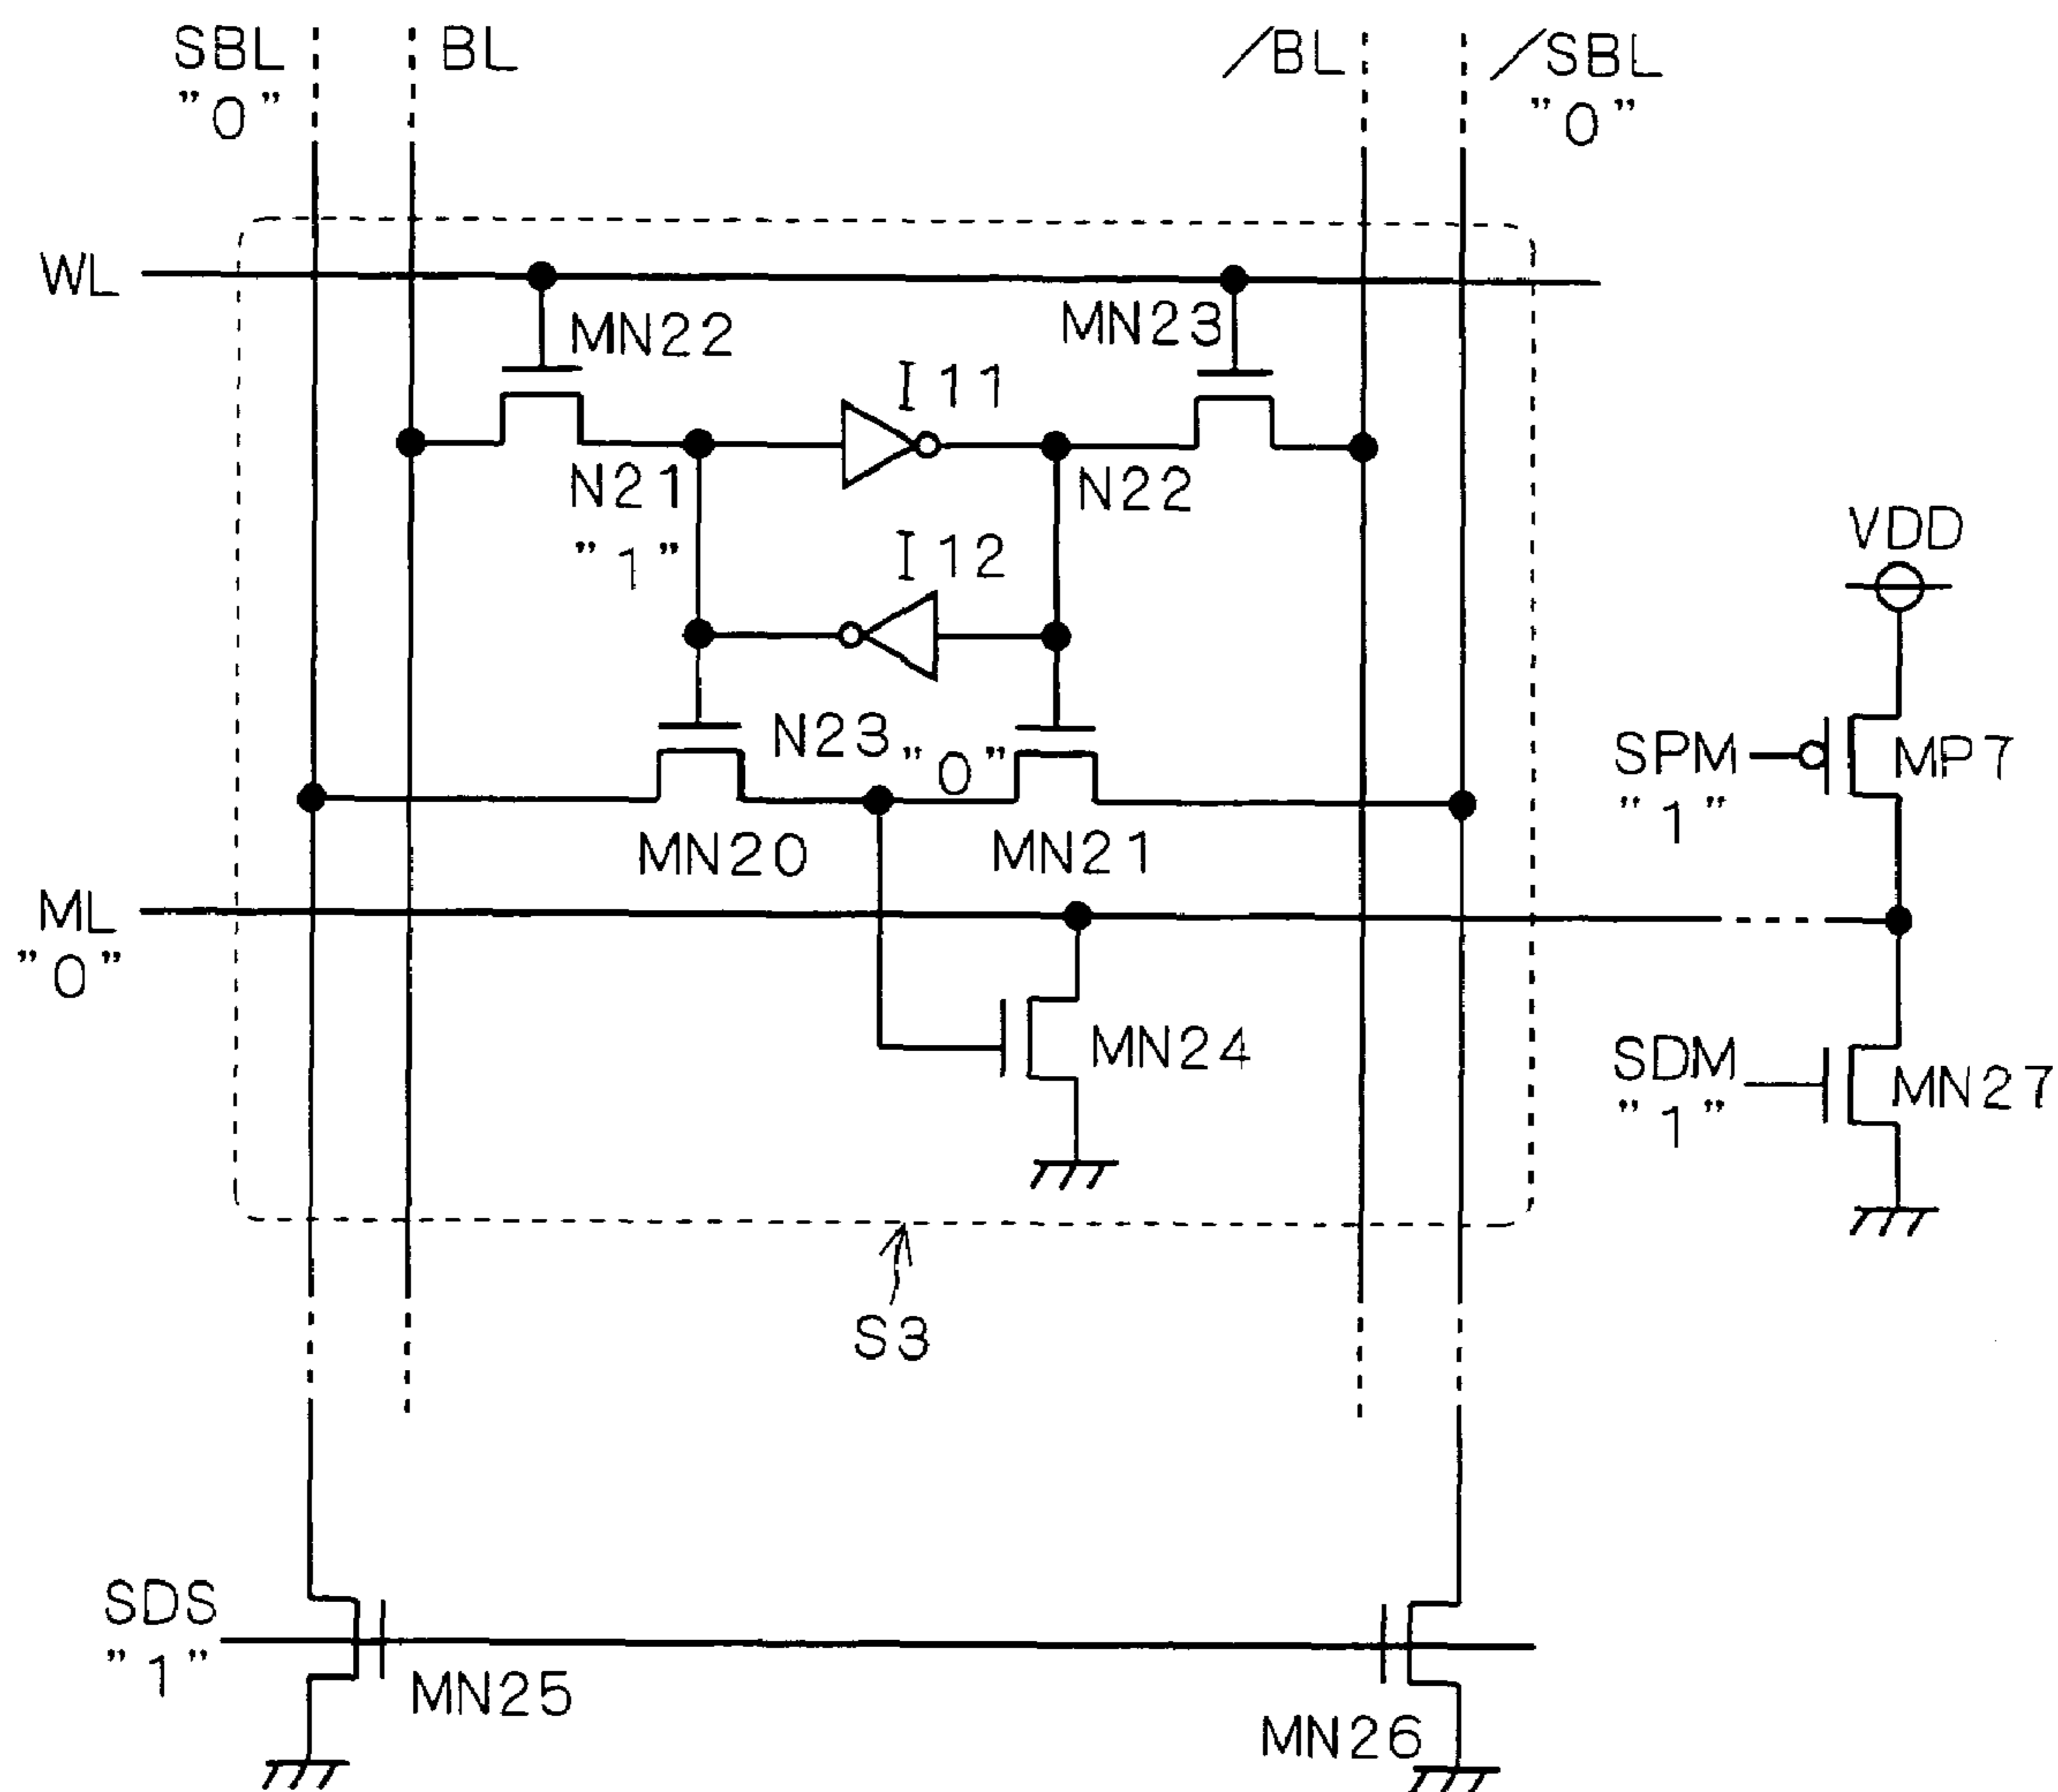 SBL
"0"
BL
/BL
/SBL
"0"
WL
MN22
MN23
I11
N21
"1"
N22
I12
VDD
N23
"0"
SPM
"1"
MP7
MN20
MN21
ML
"0"
MN24
SDM
"1"
MN27
S3
SDS
"1"
MN25
MN26